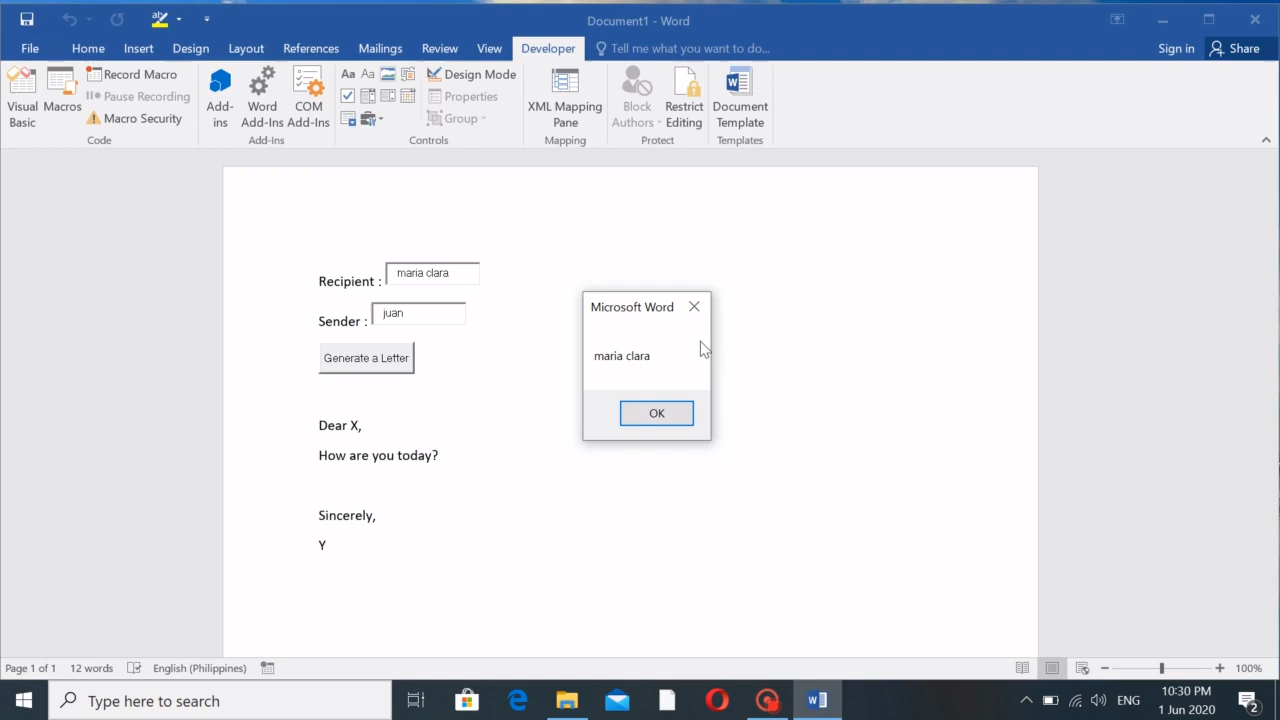 Document1 - Word
File Home Insert Design Layout References Mailings Review View Developer Tell me what you want to do... Sign in Share
Visual Basic
Macros
Record Macro
Pause Recording
Macro Security
Code
Add-ins
Word Add-Ins
COM Add-Ins
Add-Ins
Aa Aa
Design Mode
Properties
Group
Controls
XML Mapping Pane
Mapping
Block Authors
Restrict Editing
Protect
Document Template
Templates
Recipient : maria clara
Sender : juan
Generate a Letter
Dear X,
How are you today?
Sincerely,
Y
Microsoft Word
maria clara
OK
Page 1 of 1 12 words English (Philippines) 100%
Type here to search
ENG
10:30 PM
1 Jun 2020
2